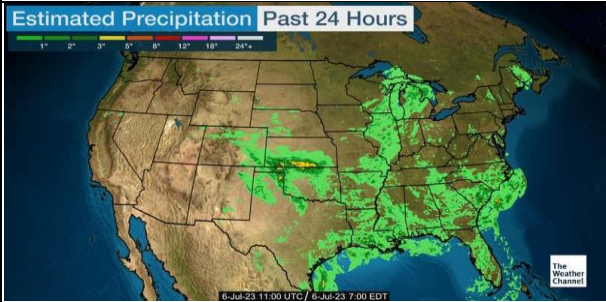 Estimated Precipitation Past 24 Hours
1" 2" 3" 5" 8" 12" 18" 24"+
The
Weather
Channel
6-Jul-23 11:00 UTC / 6-Jul-23 7:00 EDT